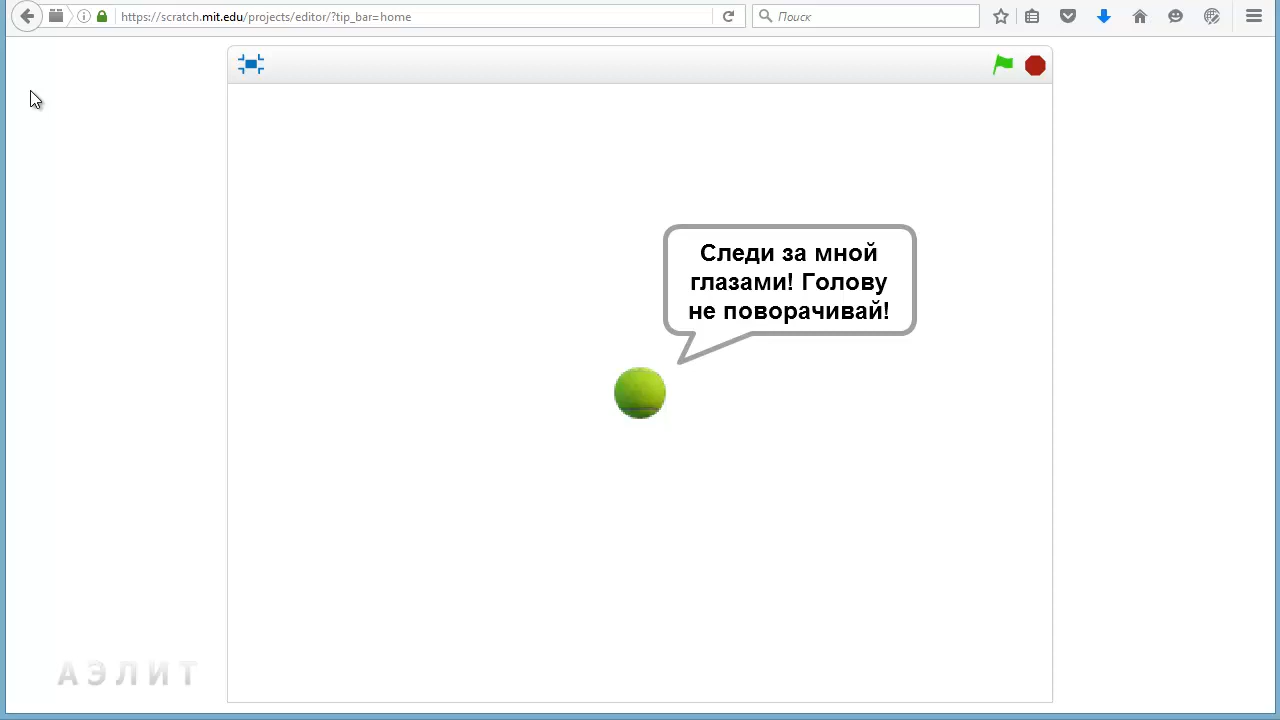 https://scratch.mit.edu/projects/editor/?tip_bar=home
Поиск
Следи за мной
глазами! Голову
не поворачивай!
АЭЛИТ